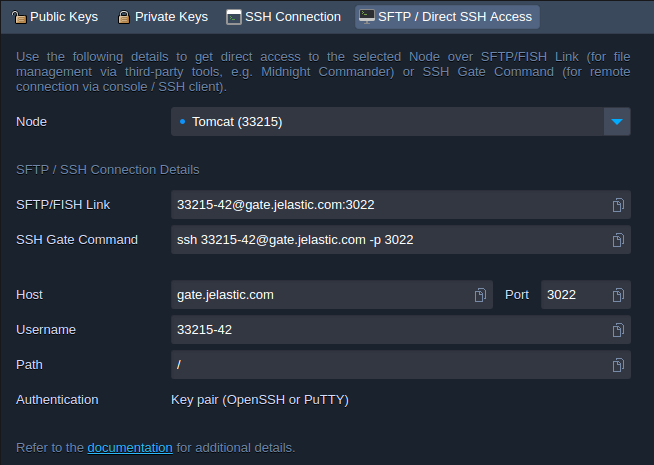 Public Keys Private Keys SSH Connection SFTP / Direct SSH Access
Use the following details to get direct access to the selected Node over SFTP/FISH Link (for file
management via third-party tools, e.g. Midnight Commander) or SSH Gate Command (for remote
connection via console / SSH client).
Node Tomcat (33215)
SFTP / SSH Connection Details
SFTP/FISH Link 33215-42@gate.jelastic.com:3022
SSH Gate Command ssh 33215-42@gate.jelastic.com -p 3022
Host gate.jelastic.com Port 3022
Username 33215-42
Path /
Authentication Key pair (OpenSSH or PuTTY)
Refer to the documentation for additional details.